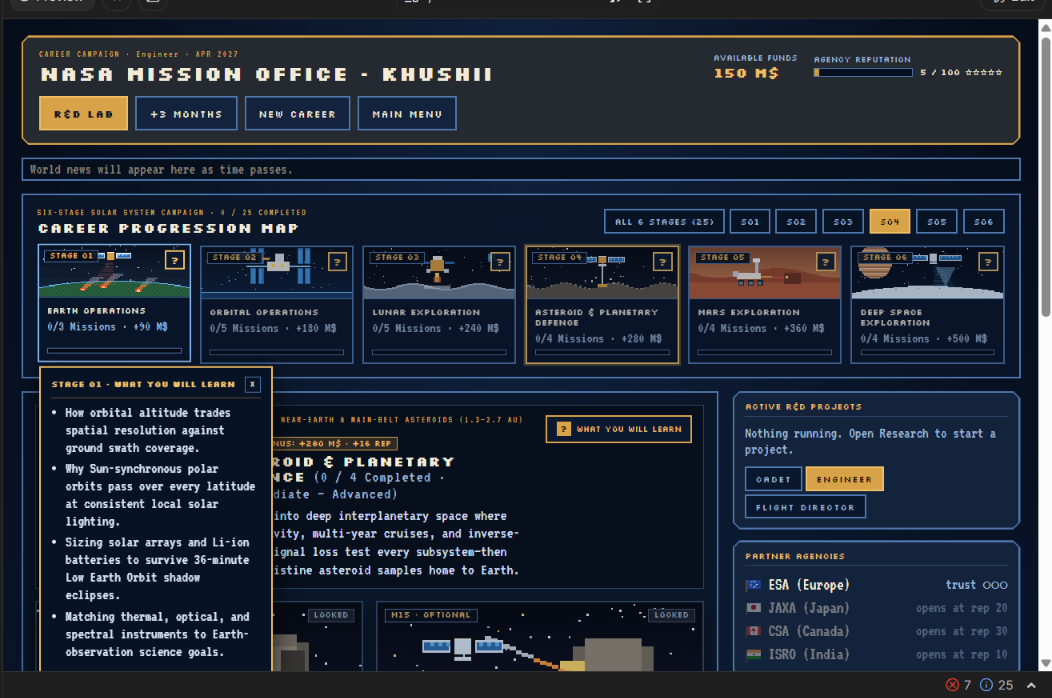 CAREER CAMPAIGN · Engineer · APR 2027
NASA MISSION OFFICE - KHUSHII
AVAILABLE FUNDS
150 M$
AGENCY REPUTATION
5 / 100 ☆☆☆☆☆
R&D LAB
+3 MONTHS
NEW CAREER
MAIN MENU
World news will appear here as time passes.
SIX-STAGE SOLAR SYSTEM CAMPAIGN · 0 / 25 COMPLETED
CAREER PROGRESSION MAP
ALL 6 STAGES (25)
S01
S02
S03
S04
S05
S06
STAGE 01
?
EARTH OPERATIONS
0/3 Missions · +90 M$
STAGE 02
?
ORBITAL OPERATIONS
0/5 Missions · +180 M$
STAGE 03
?
LUNAR EXPLORATION
0/5 Missions · +240 M$
STAGE 04
?
ASTEROID & PLANETARY
DEFENSE
0/4 Missions · +280 M$
STAGE 05
?
MARS EXPLORATION
0/4 Missions · +360 M$
STAGE 06
?
DEEP SPACE
EXPLORATION
0/4 Missions · +500 M$
STAGE 01 · WHAT YOU WILL LEARN
X
• How orbital altitude trades
spatial resolution against
ground swath coverage.
• Why Sun-synchronous polar
orbits pass over every latitude
at consistent local solar
lighting.
• Sizing solar arrays and Li-ion
batteries to survive 36-minute
Low Earth Orbit shadow
eclipses.
• Matching thermal, optical, and
spectral instruments to Earth-
observation science goals.
NEAR-EARTH & MAIN-BELT ASTEROIDS (1.3-2.7 AU)
NUS: +280 M$ · +16 REP
? WHAT YOU WILL LEARN
ROID & PLANETARY
NCE (0 / 4 Completed ·
diate - Advanced)
into deep interplanetary space where
vity, multi-year cruises, and inverse-
ignal loss test every subsystem—then
istine asteroid samples home to Earth.
LOCKED
M15 · OPTIONAL
LOCKED
ACTIVE R&D PROJECTS
Nothing running. Open Research to start a
project.
CADET
ENGINEER
FLIGHT DIRECTOR
PARTNER AGENCIES
ESA (Europe)
trust ○○○
JAXA (Japan)
opens at rep 20
CSA (Canada)
opens at rep 30
ISRO (India)
opens at rep 10
7
25